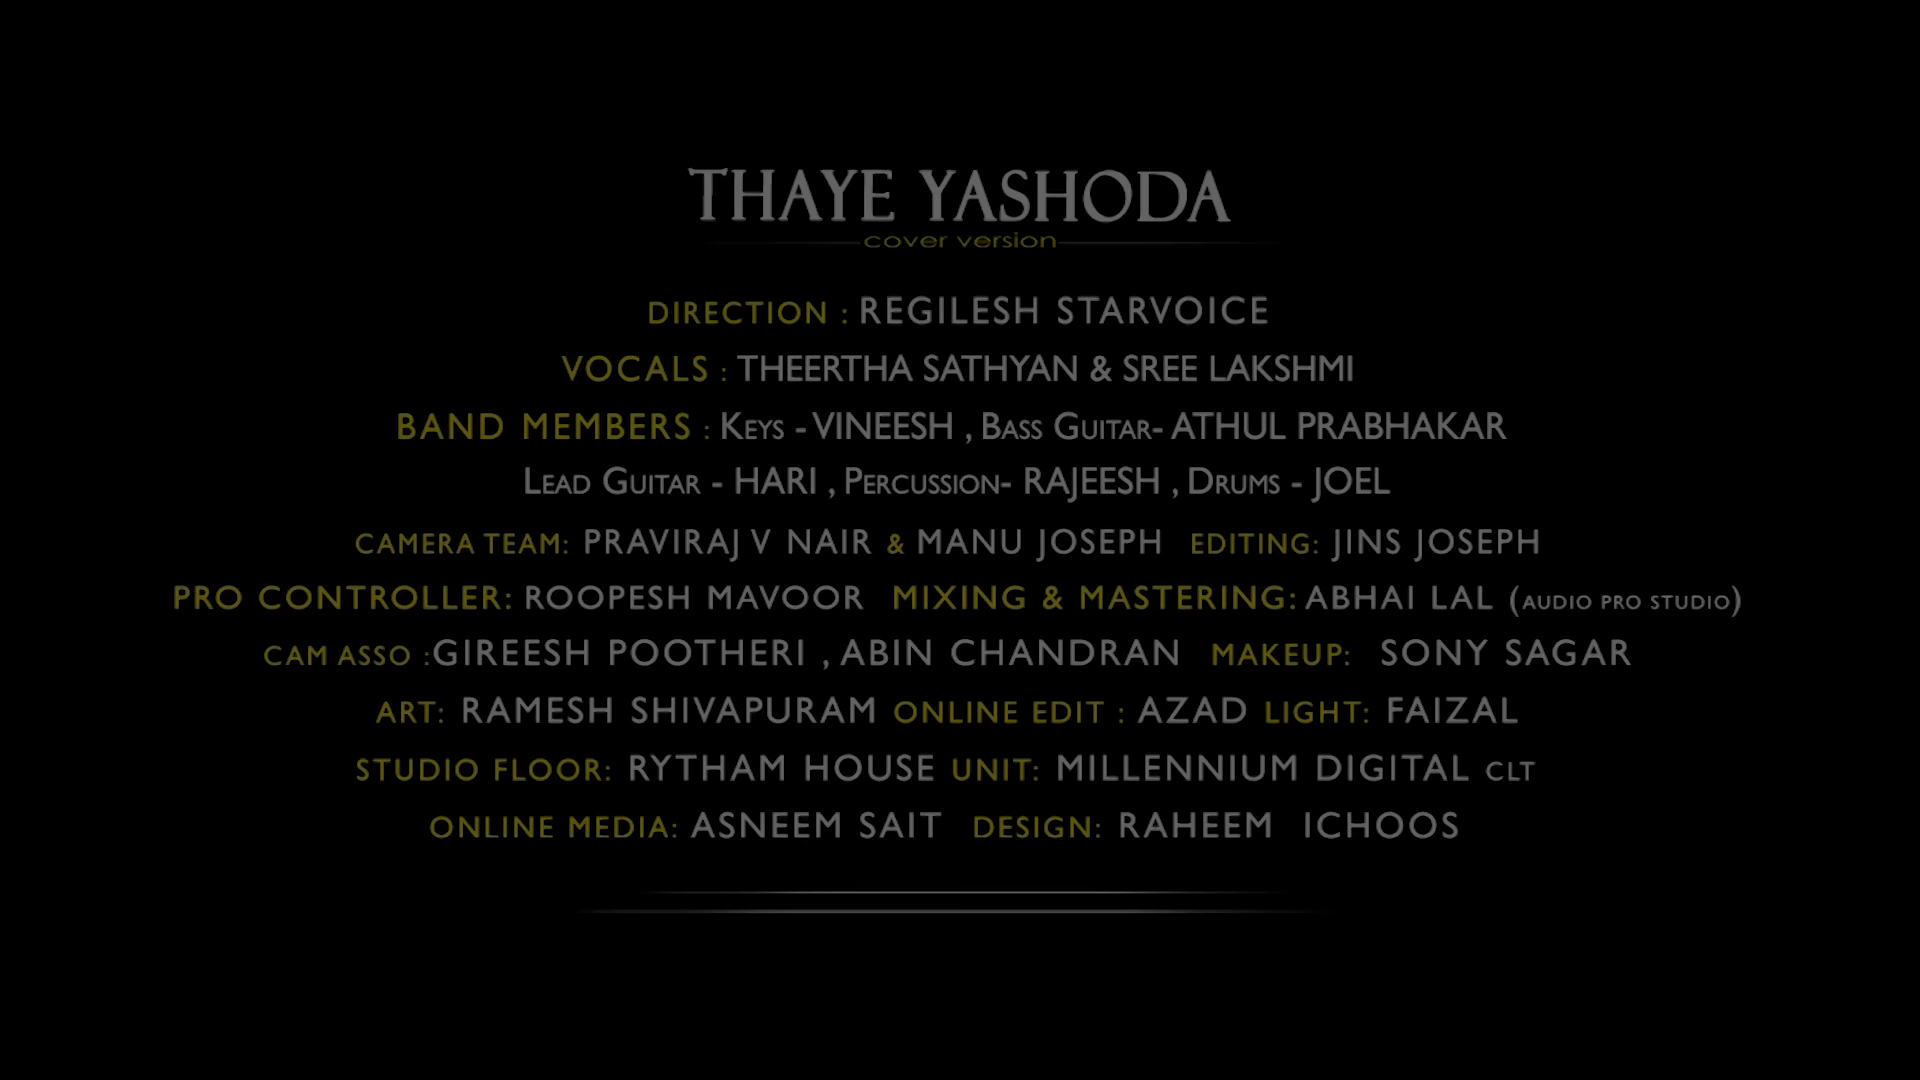 THAYE YASHODA
cover version
DIRECTION : REGILESH STARVOICE
VOCALS : THEERTHA SATHYAN & SREE LAKSHMI
BAND MEMBERS : KEYS - VINEESH , BASS GUITAR- ATHUL PRABHAKAR
LEAD GUITAR - HARI , PERCUSSION- RAJEESH , DRUMS - JOEL
CAMERA TEAM: PRAVIRAJ V NAIR & MANU JOSEPH EDITING: JINS JOSEPH
PRO CONTROLLER: ROOPESH MAVOOR MIXING & MASTERING: ABHAI LAL (AUDIO PRO STUDIO)
CAM ASSO :GIREESH POOTHERI , ABIN CHANDRAN MAKEUP: SONY SAGAR
ART: RAMESH SHIVAPURAM ONLINE EDIT : AZAD LIGHT: FAIZAL
STUDIO FLOOR: RYTHAM HOUSE UNIT: MILLENNIUM DIGITAL CLT
ONLINE MEDIA: ASNEEM SAIT DESIGN: RAHEEM ICHOOS